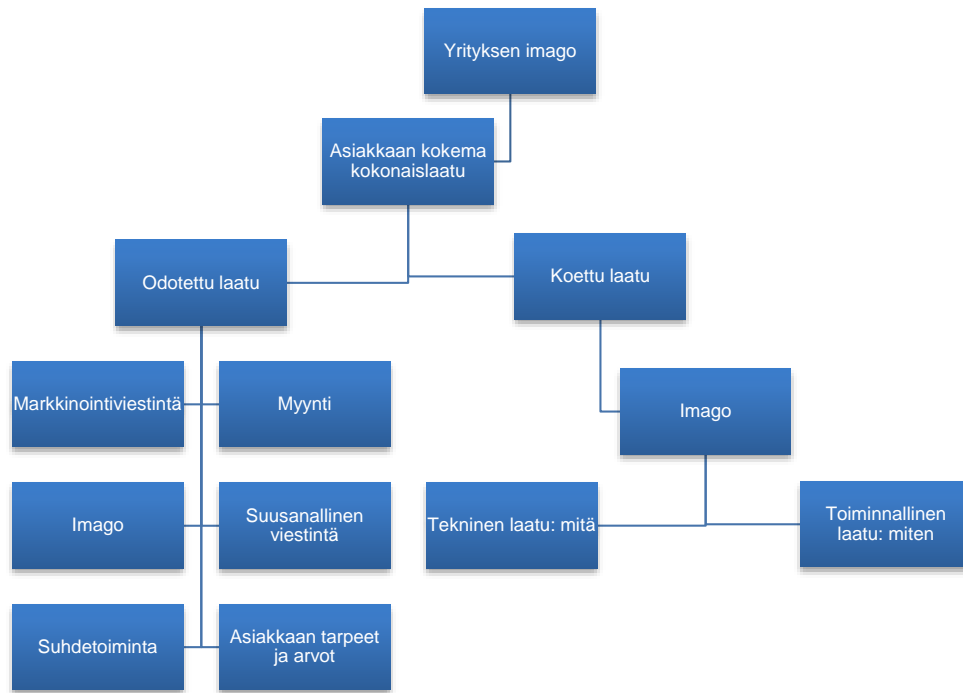 Yrityksen imago
Asiakkaan kokema
kokonaislaatu
Odotettu laatu
Koettu laatu
Markkinointiviestintä
Myynti
Imago
Imago
Suusanallinen
viestintä
Tekninen laatu: mitä
Toiminnallinen
laatu: miten
Suhdetoiminta
Asiakkaan tarpeet
ja arvot